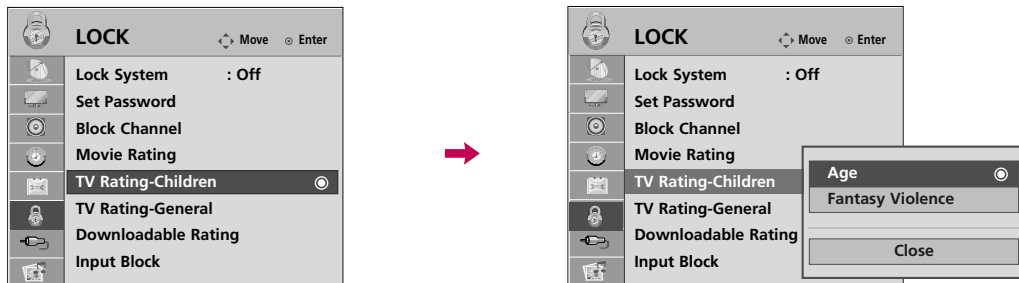 LOCK
Move Enter
Lock System : Off
Set Password
Block Channel
Movie Rating
TV Rating-Children
TV Rating-General
Downloadable Rating
Input Block
LOCK
Move Enter
Lock System : Off
Set Password
Block Channel
Movie Rating
TV Rating-Children
TV Rating-General
Downloadable Rating
Input Block
Age
Fantasy Violence
Close